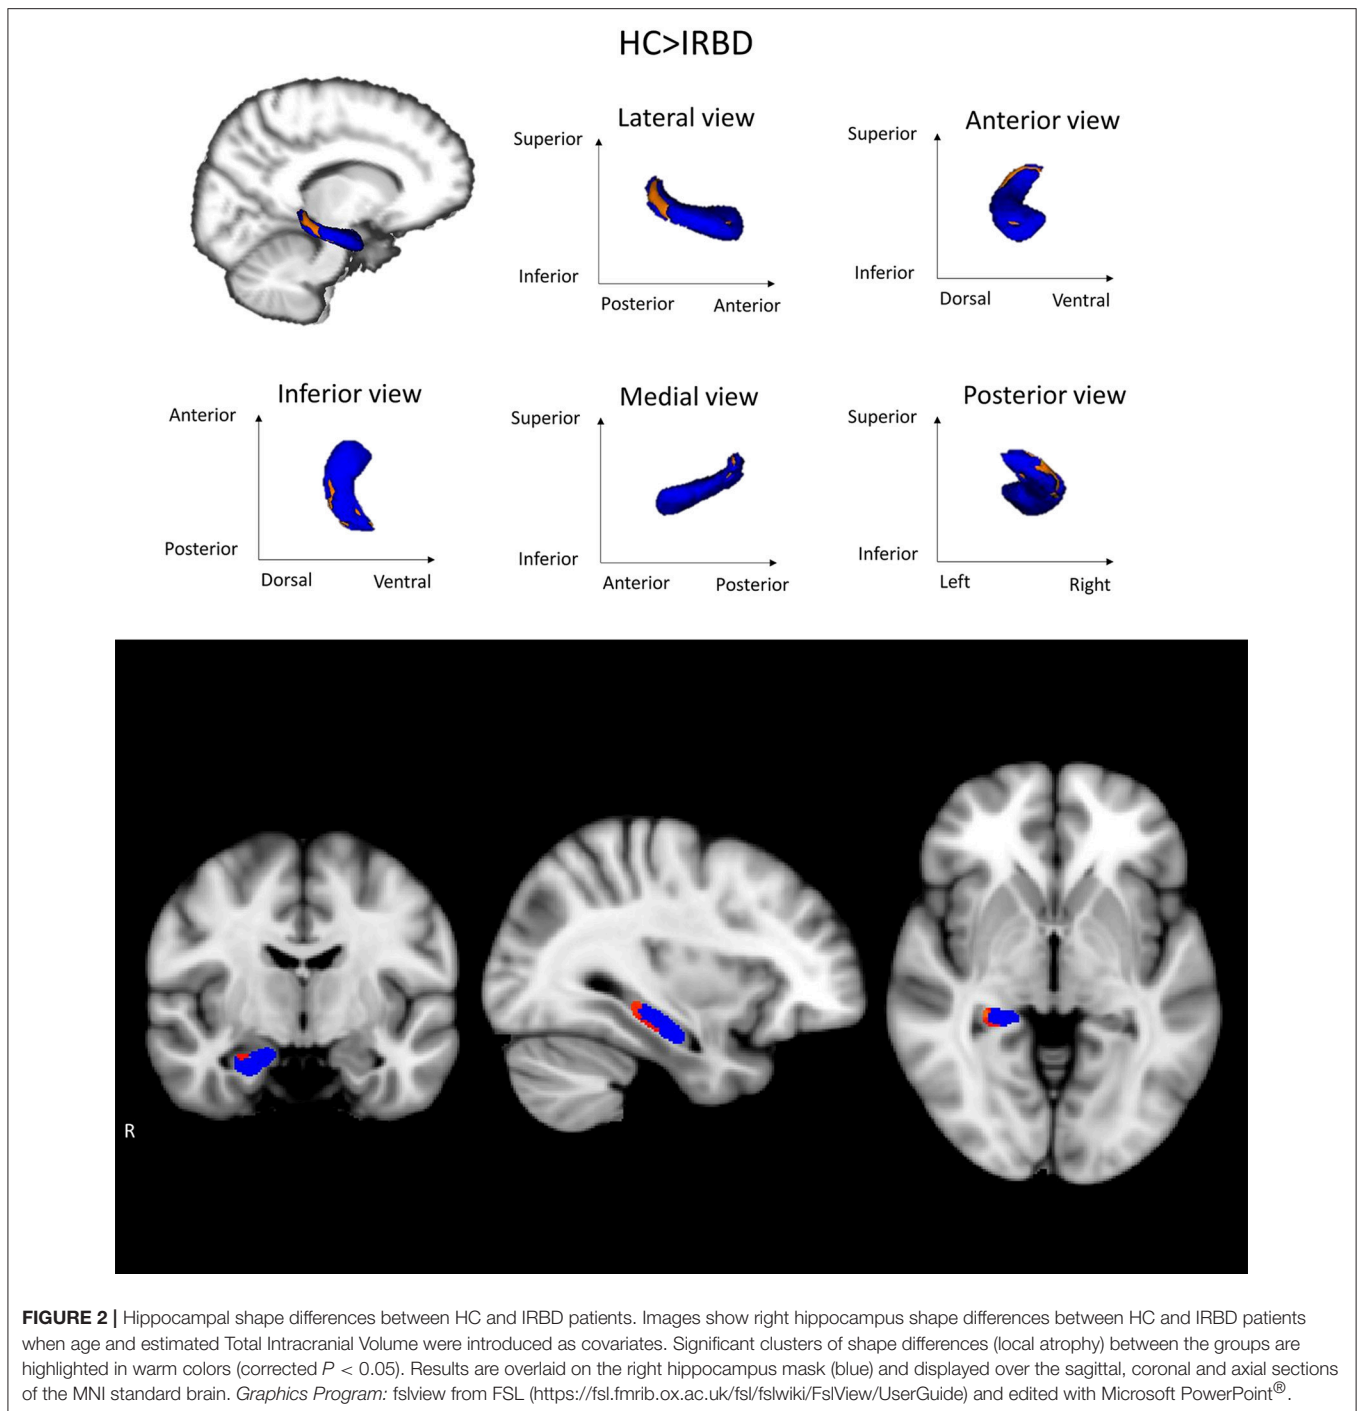 HC>IRBD
Lateral view
Superior
Inferior
Posterior Anterior
Anterior view
Superior
Inferior
Dorsal Ventral
Inferior view
Anterior
Posterior
Dorsal Ventral
Medial view
Superior
Inferior
Anterior Posterior
Posterior view
Superior
Inferior
Left Right
R
FIGURE 2 | Hippocampal shape differences between HC and IRBD patients. Images show right hippocampus shape differences between HC and IRBD patients
when age and estimated Total Intracranial Volume were introduced as covariates. Significant clusters of shape differences (local atrophy) between the groups are
highlighted in warm colors (corrected P < 0.05). Results are overlaid on the right hippocampus mask (blue) and displayed over the sagittal, coronal and axial sections
of the MNI standard brain. Graphics Program: fslview from FSL (https://fsl.fmrib.ox.ac.uk/fsl/fslwiki/FslView/UserGuide) and edited with Microsoft PowerPoint®.